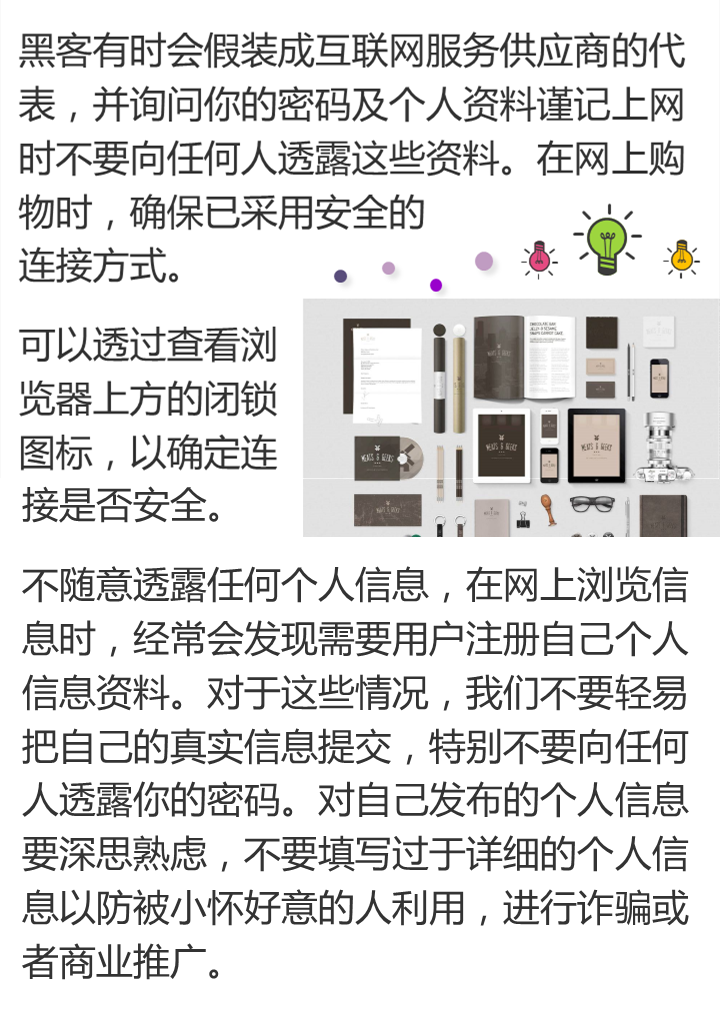 黑客有时会假装成互联网服务供应商的代
表，并询问你的密码及个人资料谨记上网
时不要向任何人透露这些资料。在网上购
物时，确保已采用安全的
连接方式。
可以透过查看浏
览器上方的闭锁
图标，以确定连
接是否安全。
MEATS & GEEKS
MEATS & GEEKS
MEATS & GEEKS
不随意透露任何个人信息，在网上浏览信
息时，经常会发现需要用户注册自己个人
信息资料。对于这些情况，我们不要轻易
把自己的真实信息提交，特别不要向任何
人透露你的密码。对自己发布的个人信息
要深思熟虑，不要填写过于详细的个人信
息以防被小怀好意的人利用，进行诈骗或
者商业推广。